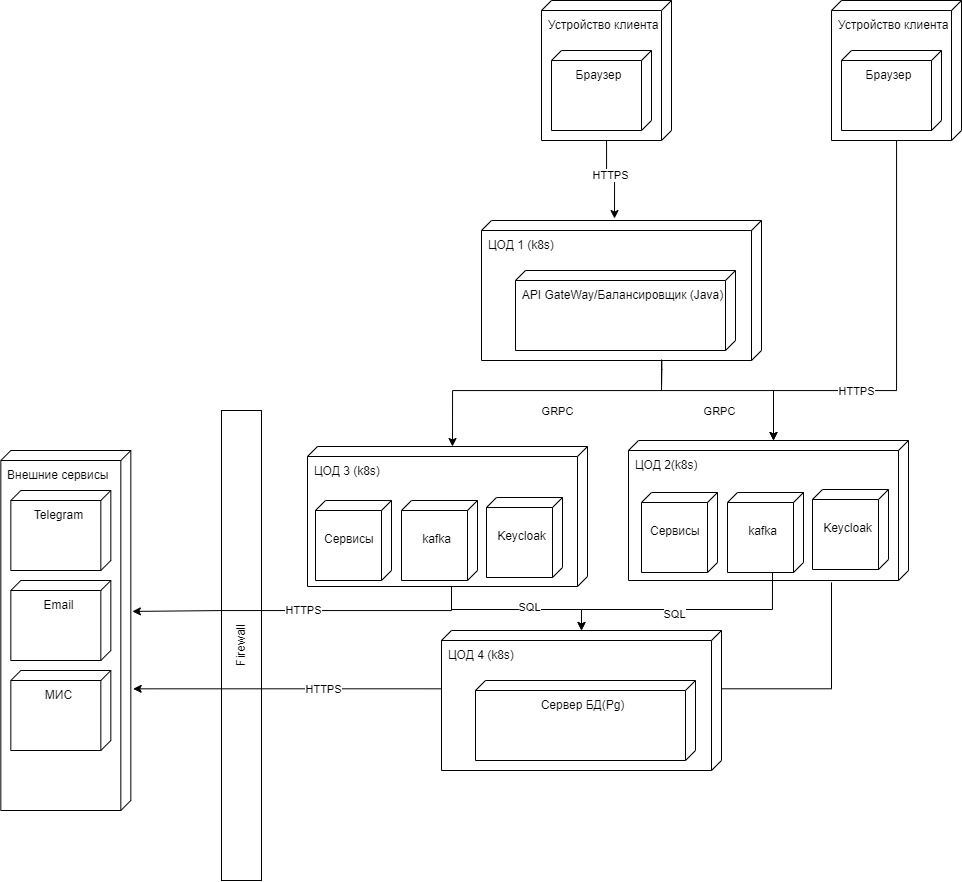 Устройство клиента
Браузер
Устройство клиента
Браузер
HTTPS
ЦОД 1 (k8s)
API GateWay/Балансировщик (Java)
HTTPS
GRPC
GRPC
ЦОД 3 (k8s)
Сервисы
kafka
Keycloak
ЦОД 2(k8s)
Сервисы
kafka
Keycloak
Внешние сервисы
Telegram
Email
МИС
HTTPS
SQL
SQL
Firewall
ЦОД 4 (k8s)
Сервер БД(Pg)
HTTPS